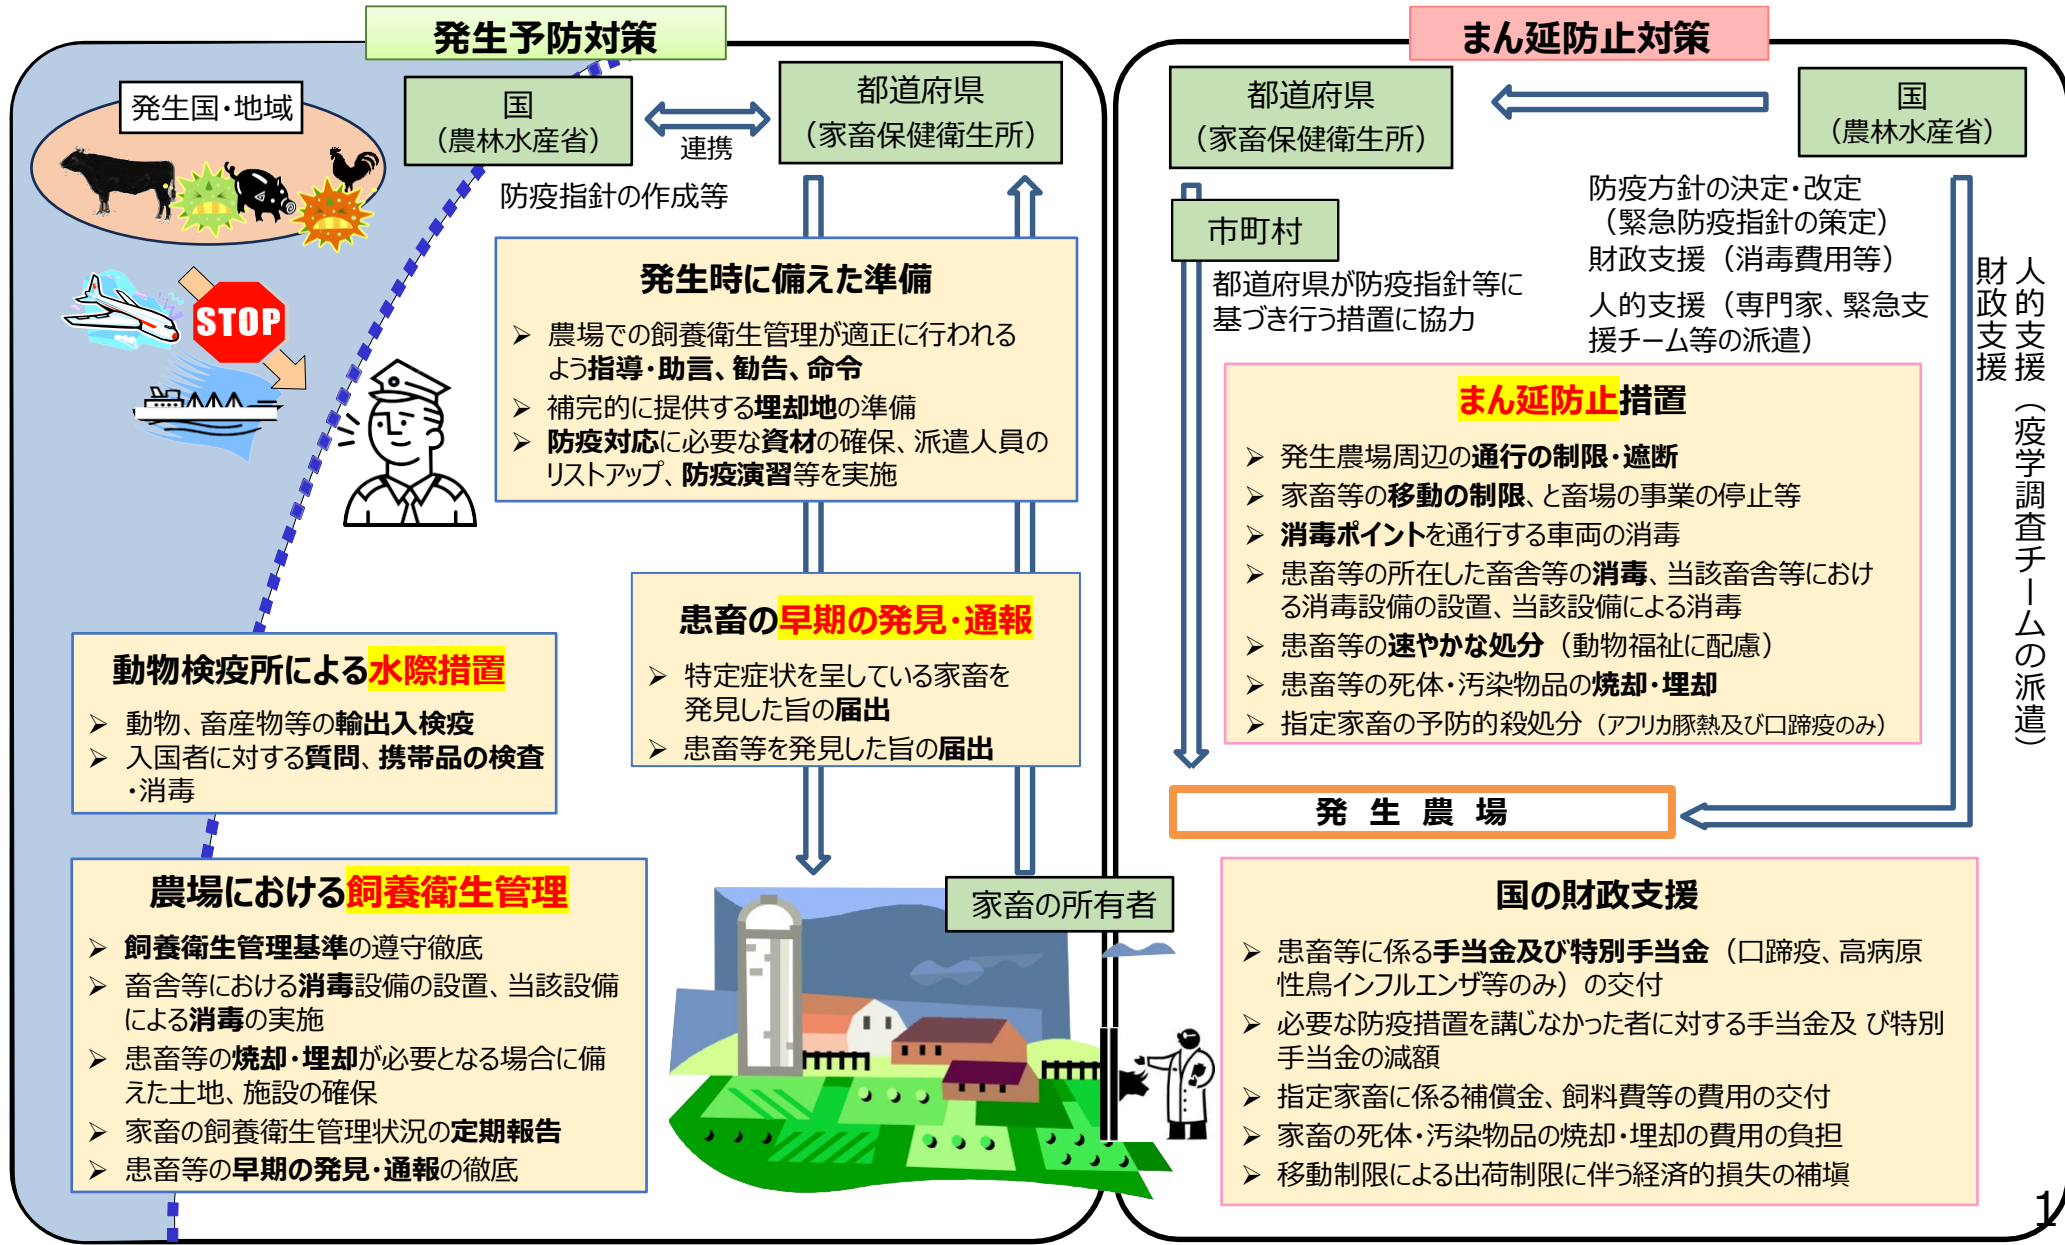 発生予防対策
発生国・地域
国
（農林水産省）
連携
都道府県
（家畜保健衛生所）
防疫指針の作成等
STOP
発生時に備えた準備
➢ 農場での飼養衛生管理が適正に行われる
よう指導・助言、勧告、命令
➢ 補完的に提供する埋却地の準備
➢ 防疫対応に必要な資材の確保、派遣人員の
リストアップ、防疫演習等を実施
患畜の早期の発見・通報
➢ 特定症状を呈している家畜を
発見した旨の届出
➢ 患畜等を発見した旨の届出
動物検疫所による水際措置
➢ 動物、畜産物等の輸出入検疫
➢ 入国者に対する質問、携帯品の検査
・消毒
農場における飼養衛生管理
➢ 飼養衛生管理基準の遵守徹底
➢ 畜舎等における消毒設備の設置、当該設備
による消毒の実施
➢ 患畜等の焼却・埋却が必要となる場合に備
えた土地、施設の確保
➢ 家畜の飼養衛生管理状況の定期報告
➢ 患畜等の早期の発見・通報の徹底
家畜の所有者
まん延防止対策
都道府県
（家畜保健衛生所）
国
（農林水産省）
市町村
都道府県が防疫指針等に
基づき行う措置に協力
防疫方針の決定・改定
（緊急防疫指針の策定）
財政支援（消毒費用等）
人的支援（専門家、緊急支
援チーム等の派遣）
人的支援（疫学調査チームの派遣）
財政支援
まん延防止措置
➢ 発生農場周辺の通行の制限・遮断
➢ 家畜等の移動の制限、と畜場の事業の停止等
➢ 消毒ポイントを通行する車両の消毒
➢ 患畜等の所在した畜舎等の消毒、当該畜舎等におけ
る消毒設備の設置、当該設備による消毒
➢ 患畜等の速やかな処分（動物福祉に配慮）
➢ 患畜等の死体・汚染物品の焼却・埋却
➢ 指定家畜の予防的殺処分（アフリカ豚熱及び口蹄疫のみ）
発 生 農 場
国の財政支援
➢ 患畜等に係る手当金及び特別手当金（口蹄疫、高病原
性鳥インフルエンザ等のみ）の交付
➢ 必要な防疫措置を講じなかった者に対する手当金及 び特別
手当金の減額
➢ 指定家畜に係る補償金、飼料費等の費用の交付
➢ 家畜の死体・汚染物品の焼却・埋却の費用の負担
➢ 移動制限による出荷制限に伴う経済的損失の補塡
1